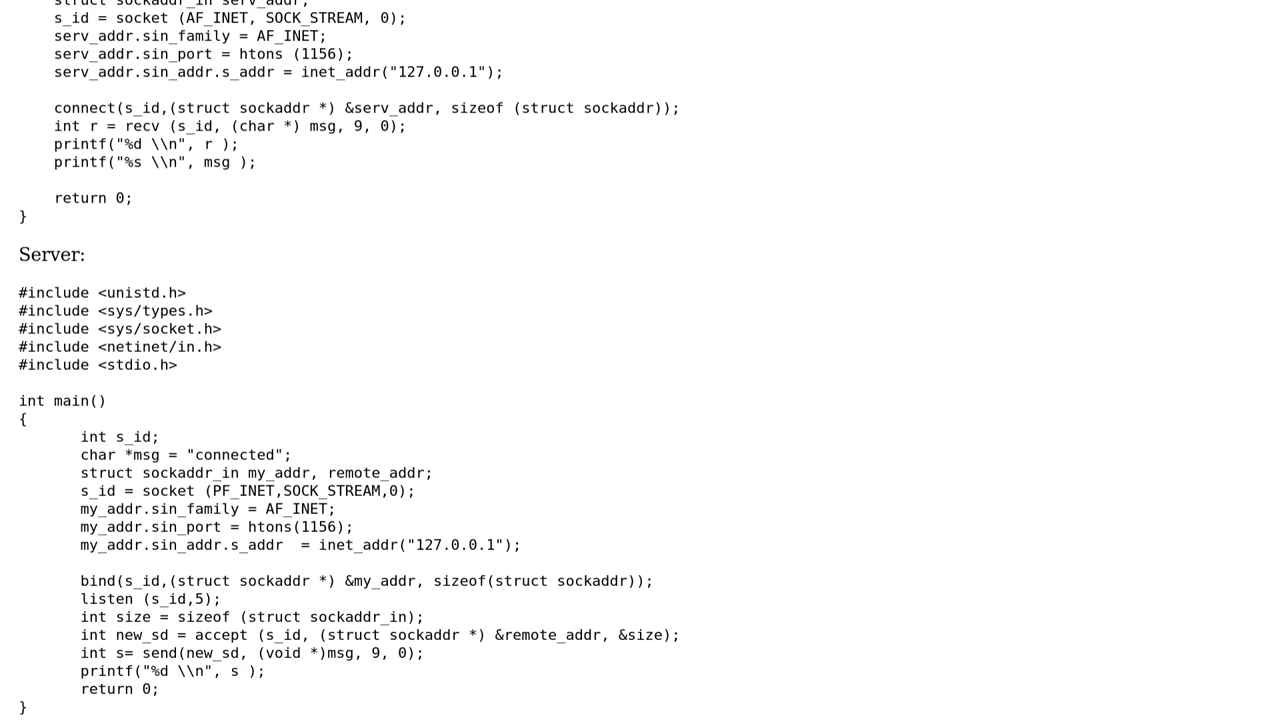 struct sockaddr_in serv_addr;
s_id = socket (AF_INET, SOCK_STREAM, 0);
serv_addr.sin_family = AF_INET;
serv_addr.sin_port = htons (1156);
serv_addr.sin_addr.s_addr = inet_addr("127.0.0.1");
connect(s_id,(struct sockaddr *) &serv_addr, sizeof (struct sockaddr));
int r = recv (s_id, (char *) msg, 9, 0);
printf("%d \\n", r );
printf("%s \\n", msg );
return 0;
}
Server:
#include <unistd.h>
#include <sys/types.h>
#include <sys/socket.h>
#include <netinet/in.h>
#include <stdio.h>
int main()
{
int s_id;
char *msg = "connected";
struct sockaddr_in my_addr, remote_addr;
s_id = socket (PF_INET,SOCK_STREAM,0);
my_addr.sin_family = AF_INET;
my_addr.sin_port = htons(1156);
my_addr.sin_addr.s_addr  = inet_addr("127.0.0.1");
bind(s_id,(struct sockaddr *) &my_addr, sizeof(struct sockaddr));
listen (s_id,5);
int size = sizeof (struct sockaddr_in);
int new_sd = accept (s_id, (struct sockaddr *) &remote_addr, &size);
int s= send(new_sd, (void *)msg, 9, 0);
printf("%d \\n", s );
return 0;
}